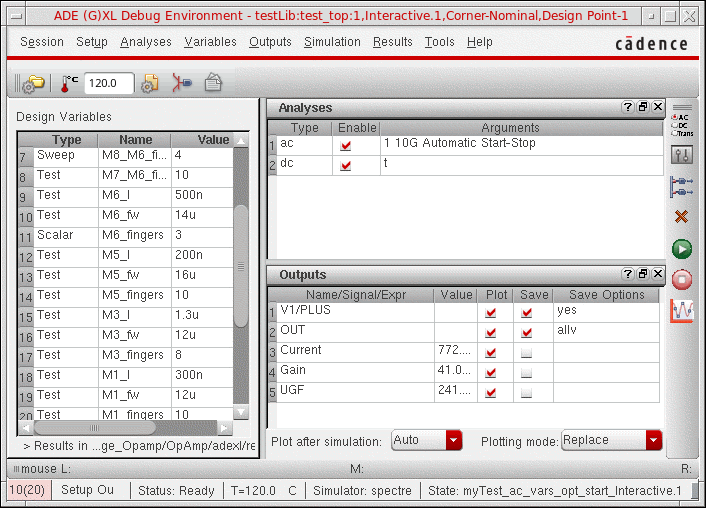 ADE (G)XL Debug Environment - testLib:test_top:1,Interactive.1,Corner-Nominal,Design Point-1
Session Setup Analyses Variables Outputs Simulation Results Tools Help cādence
°C 120.0
Design Variables
Type Name Value
7 Sweep M8_M6_fi... 4
8 Test M7_M6_fi... 10
9 Test M6_l 500n
10 Test M6_fw 14u
11 Scalar M6_fingers 3
12 Test M5_l 200n
13 Test M5_fw 16u
14 Test M5_fingers 10
15 Test M3_l 1.3u
16 Test M3_fw 12u
17 Test M3_fingers 8
18 Test M1_l 300n
19 Test M1_fw 12u
20 Test M1_fingers 10
> Results in ...ge_Opamp/OpAmp/adexl/re
Analyses
Type Enable Arguments
1 ac 1 10G Automatic Start-Stop
2 dc t
Outputs
Name/Signal/Expr Value Plot Save Save Options
1 V1/PLUS yes
2 OUT allv
3 Current 772....
4 Gain 41.0...
5 UGF 241....
Plot after simulation: Auto Plotting mode: Replace
AC
DC
Trans
mouse L: M: R:
10(20) Setup Ou Status: Ready T=120.0 C Simulator: spectre State: myTest_ac_vars_opt_start_Interactive.1